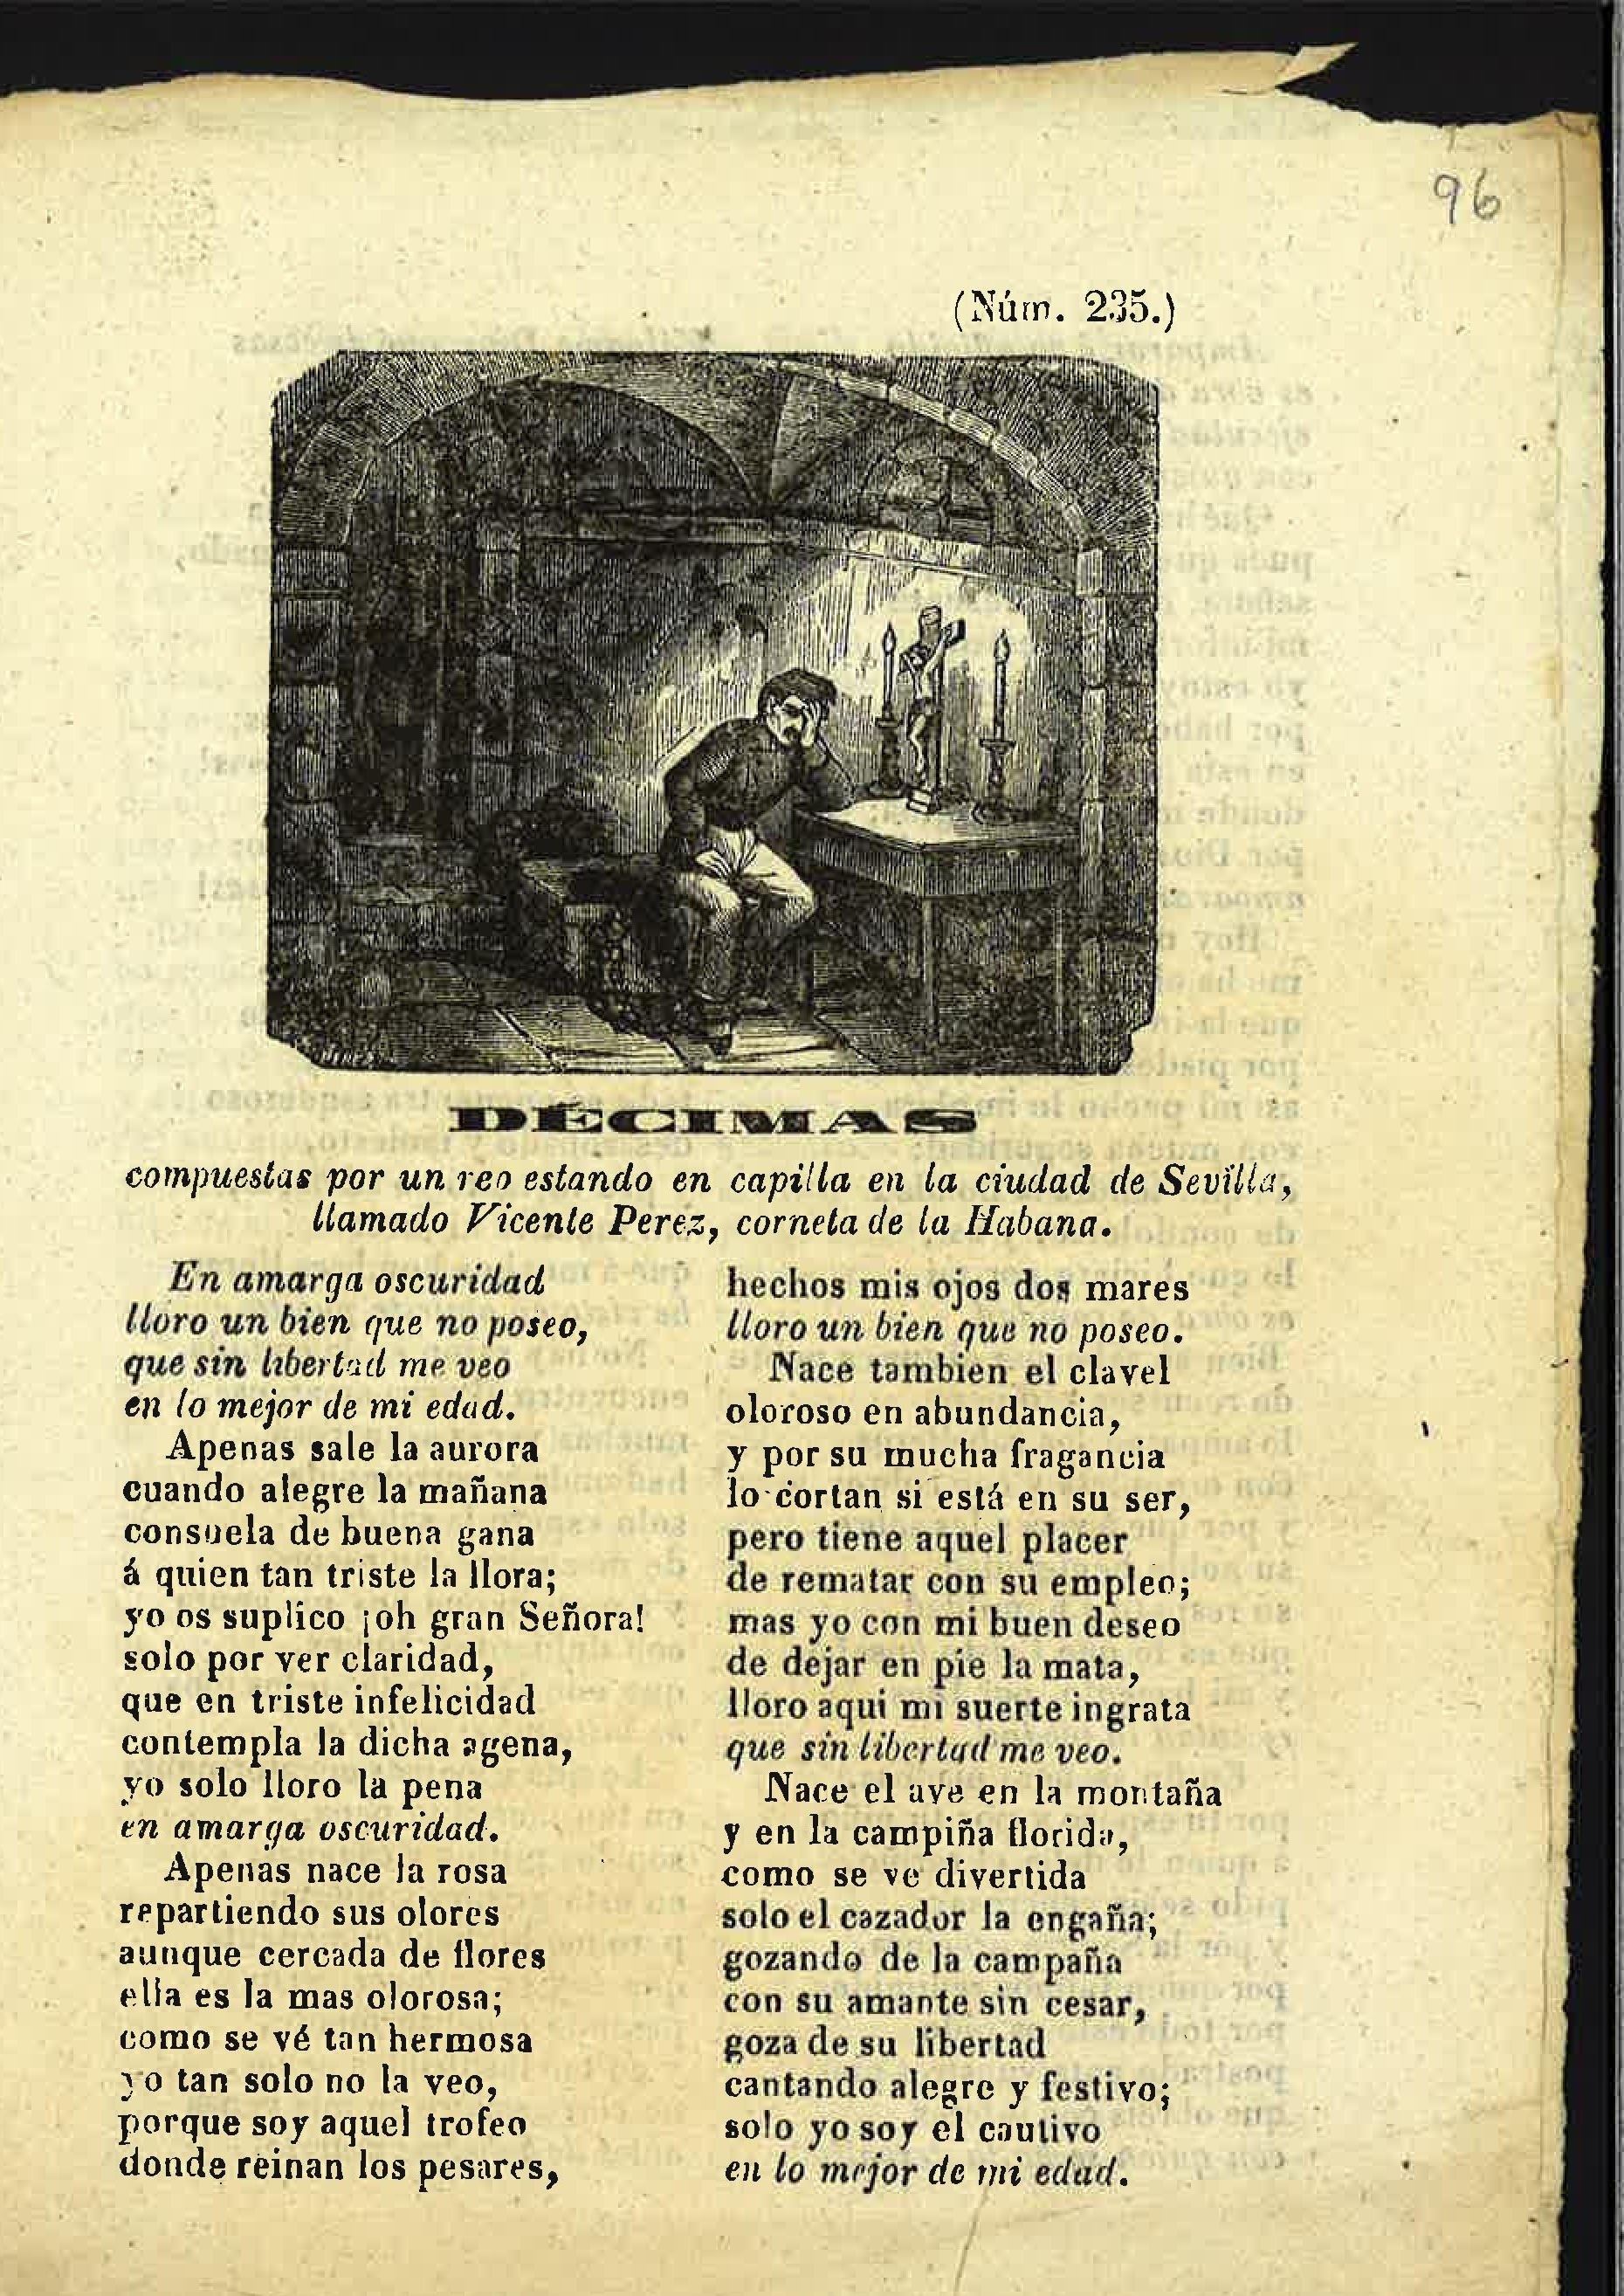 96
(Núm. 235.)
DÉCIMAS
compuestas por un reo estando en capilla en la ciudad de Sevilla,
llamado Vicente Perez, corneta de la Habana.
En amarga oscuridad
lloro un bien que no poseo,
que sin libertad me veo
en lo mejor de mi edad.
Apenas sale la aurora
cuando alegre la mañana
consuela de buena gana
á quien tan triste la llora;
yo os suplico ¡oh gran Señora!
solo por ver claridad,
que en triste infelicidad
contempla la dicha agena,
yo solo lloro la pena
en amarga oscuridad.
Apenas nace la rosa
repartiendo sus olores
aunque cercada de flores
ella es la mas olorosa;
como se vé tan hermosa
yo tan solo no la veo,
porque soy aquel trofeo
donde reinan los pesares,
hechos mis ojos dos mares
lloro un bien que no poseo.
Nace tambien el clavel
oloroso en abundancia,
y por su mucha fragancia
lo cortan si está en su ser,
pero tiene aquel placer
de rematar con su empleo;
mas yo con mi buen deseo
de dejar en pie la mata,
lloro aqui mi suerte ingrata
que sin libertad me veo.
Nace el ave en la montaña
y en la campiña florida,
como se ve divertida
solo el cazador la engaña;
gozando de la campaña
con su amante sin cesar,
goza de su libertad
cantando alegre y festivo;
solo yo soy el cautivo
en lo mejor de mi edad.